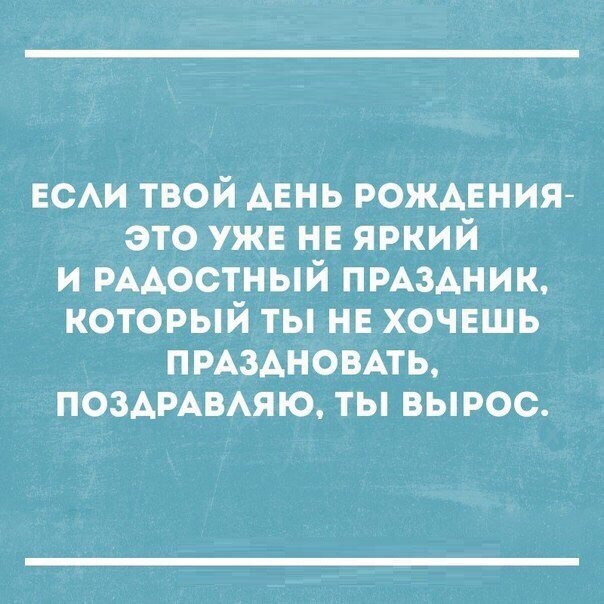 ЕСЛИ ТВОЙ ДЕНЬ РОЖДЕНИЯ-
ЭТО УЖЕ НЕ ЯРКИЙ
И РАДОСТНЫЙ ПРАЗДНИК,
КОТОРЫЙ ТЫ НЕ ХОЧЕШЬ
ПРАЗДНОВАТЬ,
ПОЗДРАВЛЯЮ, ТЫ ВЫРОС.